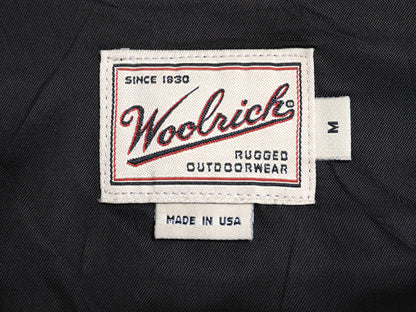 SINCE 1830
Woolrich®
RUGGED
OUTDOORWEAR
M
MADE IN USA